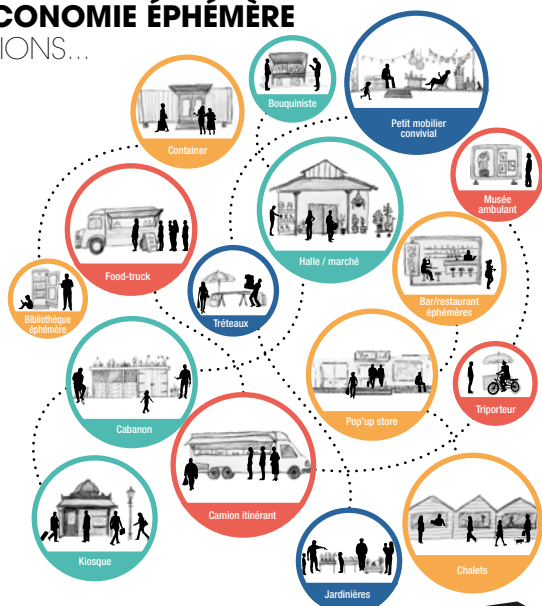 CONOMIE ÉPHÉMÈRE
IONS...
Bouquiniste
Petit mobilier
convivial
Container
Musée
ambulant
Halle / marché
Food-truck
Bar/restaurant
éphémères
Bibliothèque
éphémère
Tréteaux
Cabanon
Pop'up store
Triporteur
Camion itinérant
Kiosque
Chalets
Jardinières